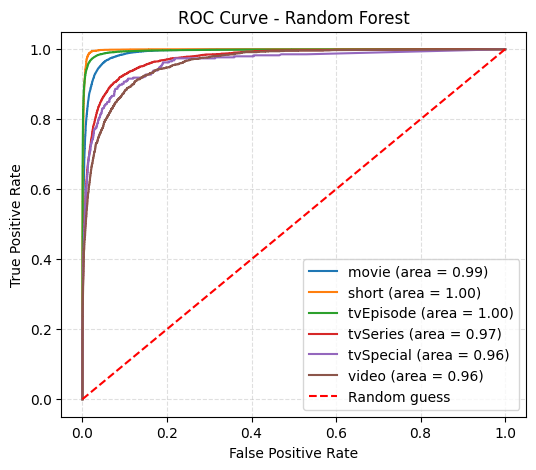 ROC Curve - Random Forest
True Positive Rate
1.0
0.8
0.6
0.4
0.2
0.0
movie (area = 0.99)
short (area = 1.00)
tvEpisode (area = 1.00)
tvSeries (area = 0.97)
tvSpecial (area = 0.96)
video (area = 0.96)
Random guess
0.0 0.2 0.4 0.6 0.8 1.0
False Positive Rate